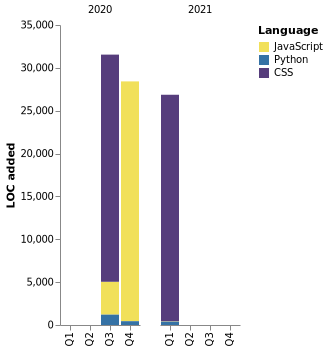 2020 2021
Language
JavaScript
Python
CSS
LOC added
35,000
30,000
25,000
20,000
15,000
10,000
5,000
0
Q1 Q2 Q3 Q4 Q1 Q2 Q3 Q4